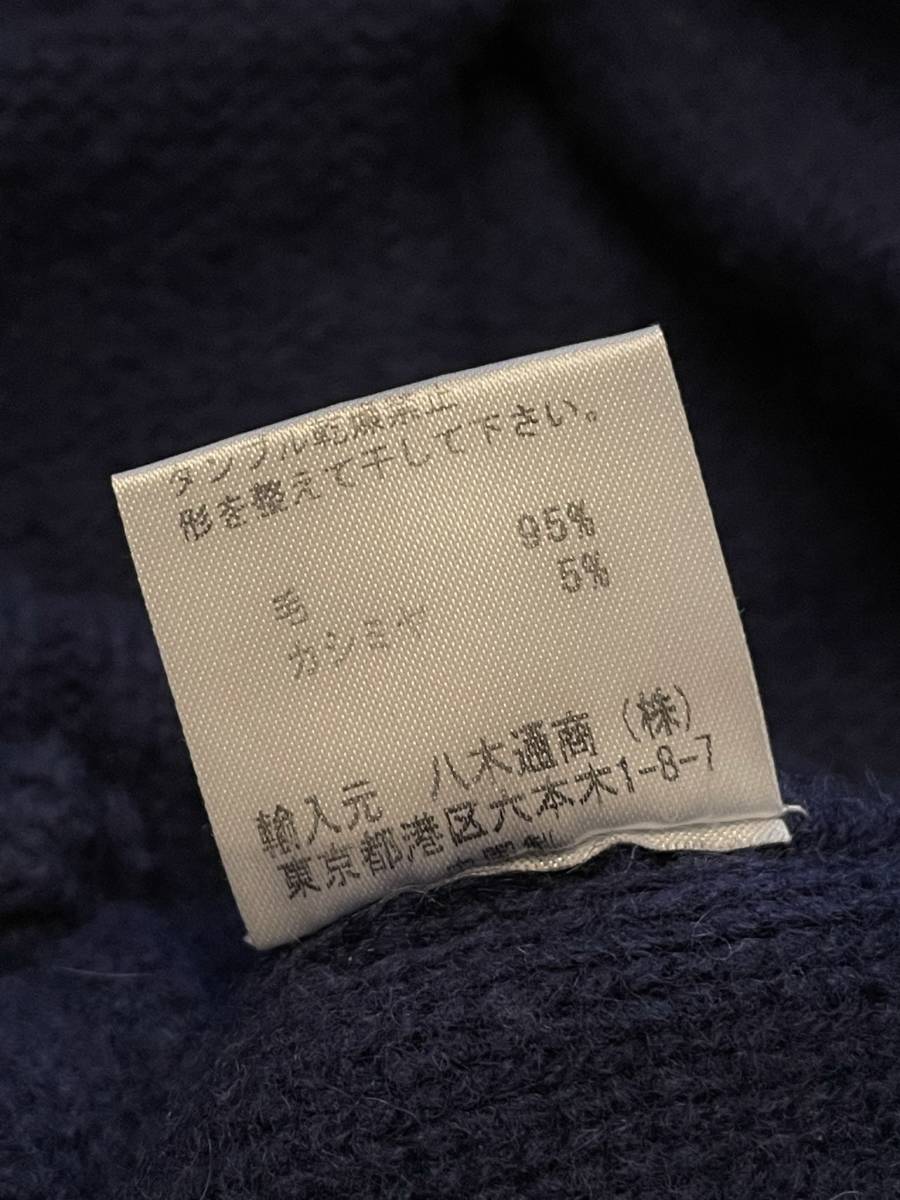 タンブル乾燥禁止
形を整えて干して下さい。
毛 95%
カシミヤ 5%
輸入元 八木通商(株)
東京都港区六本木1-8-7